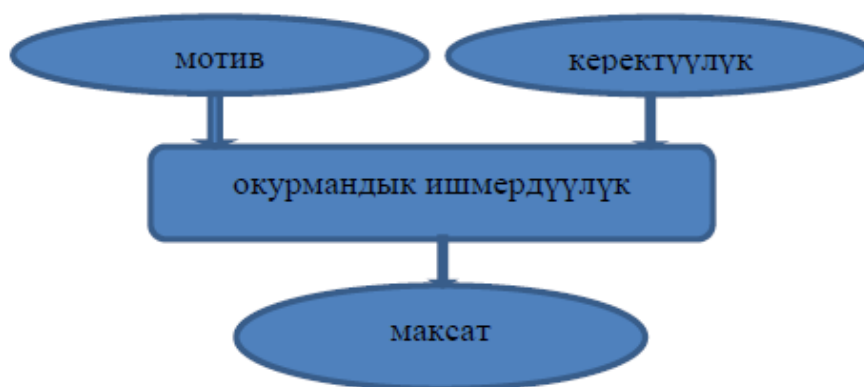 мотив
керектүүлүк
окурмандык ишмердүүлүк
максат